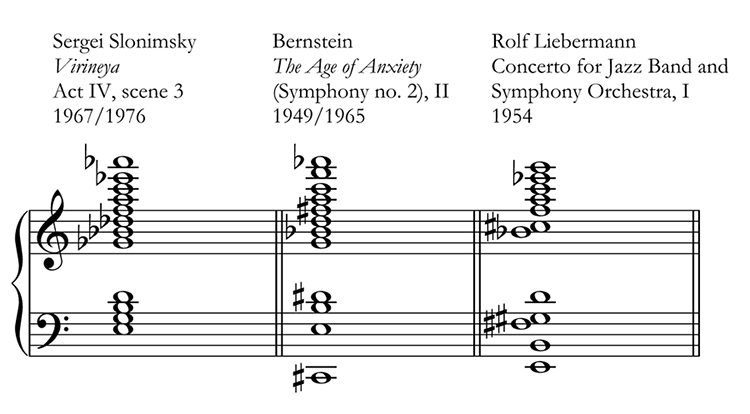 Sergei Slonimsky
Virineya
Act IV, scene 3
1967/1976
Bernstein
The Age of Anxiety
(Symphony no. 2), II
1949/1965
Rolf Liebermann
Concerto for Jazz Band and
Symphony Orchestra, I
1954